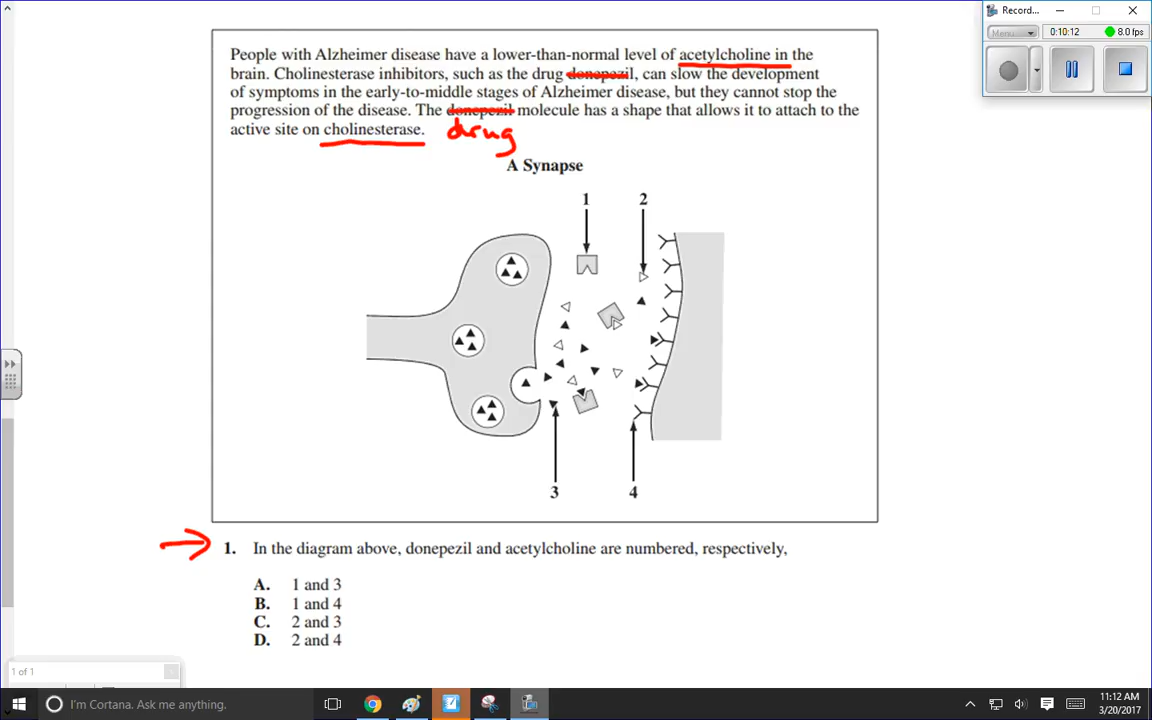 Record...
Menu
0:10:12
8.0 fps
People with Alzheimer disease have a lower-than-normal level of acetylcholine in the
brain. Cholinesterase inhibitors, such as the drug donepezil, can slow the development
of symptoms in the early-to-middle stages of Alzheimer disease, but they cannot stop the
progression of the disease. The donepezil molecule has a shape that allows it to attach to the
active site on cholinesterase.
drug
A Synapse
1
2
3
4
1. In the diagram above, donepezil and acetylcholine are numbered, respectively,
A. 1 and 3
B. 1 and 4
C. 2 and 3
D. 2 and 4
1 of 1
I'm Cortana. Ask me anything.
11:12 AM
3/20/2017